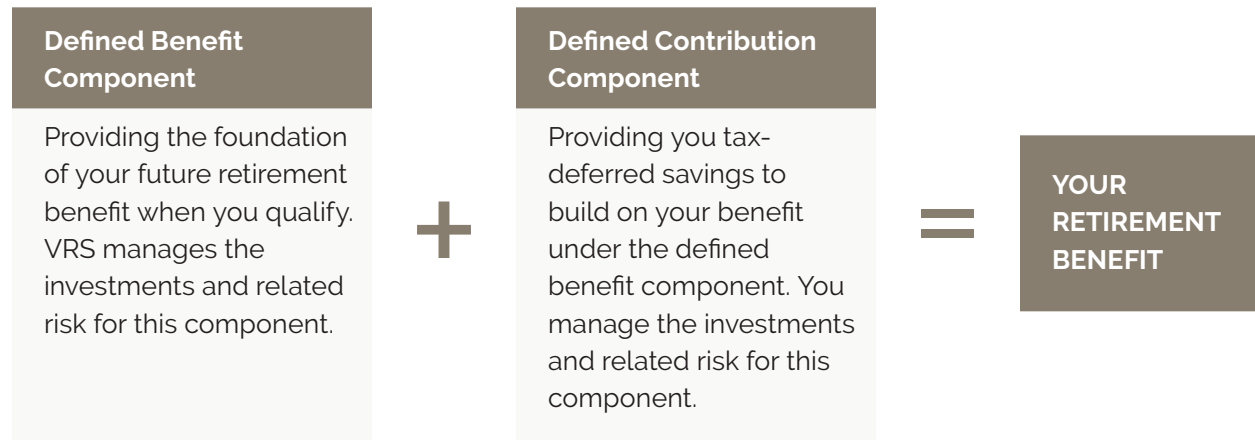 Defined Benefit
Component
Providing the foundation
of your future retirement
benefit when you qualify.
VRS manages the
investments and related
risk for this component.
+
Defined Contribution
Component
Providing you tax-
deferred savings to
build on your benefit
under the defined
benefit component. You
manage the investments
and related risk for this
component.
=
YOUR
RETIREMENT
BENEFIT